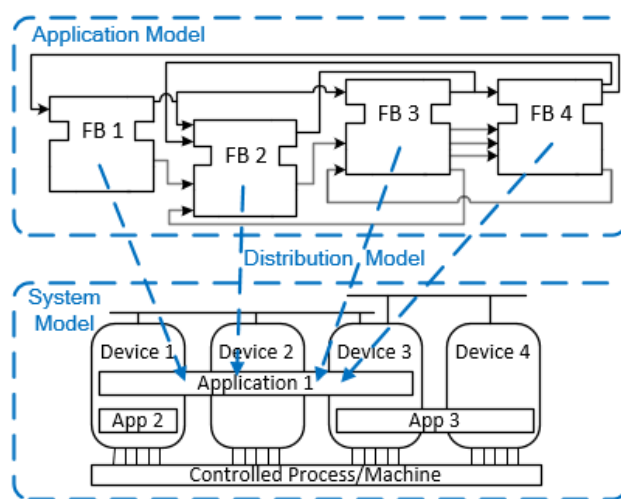 Application Model
FB 1
FB 2
FB 3
FB 4
Distribution Model
System
Model
Device 1
Device 2
Device 3
Device 4
Application 1
App 2
App 3
Controlled Process/Machine